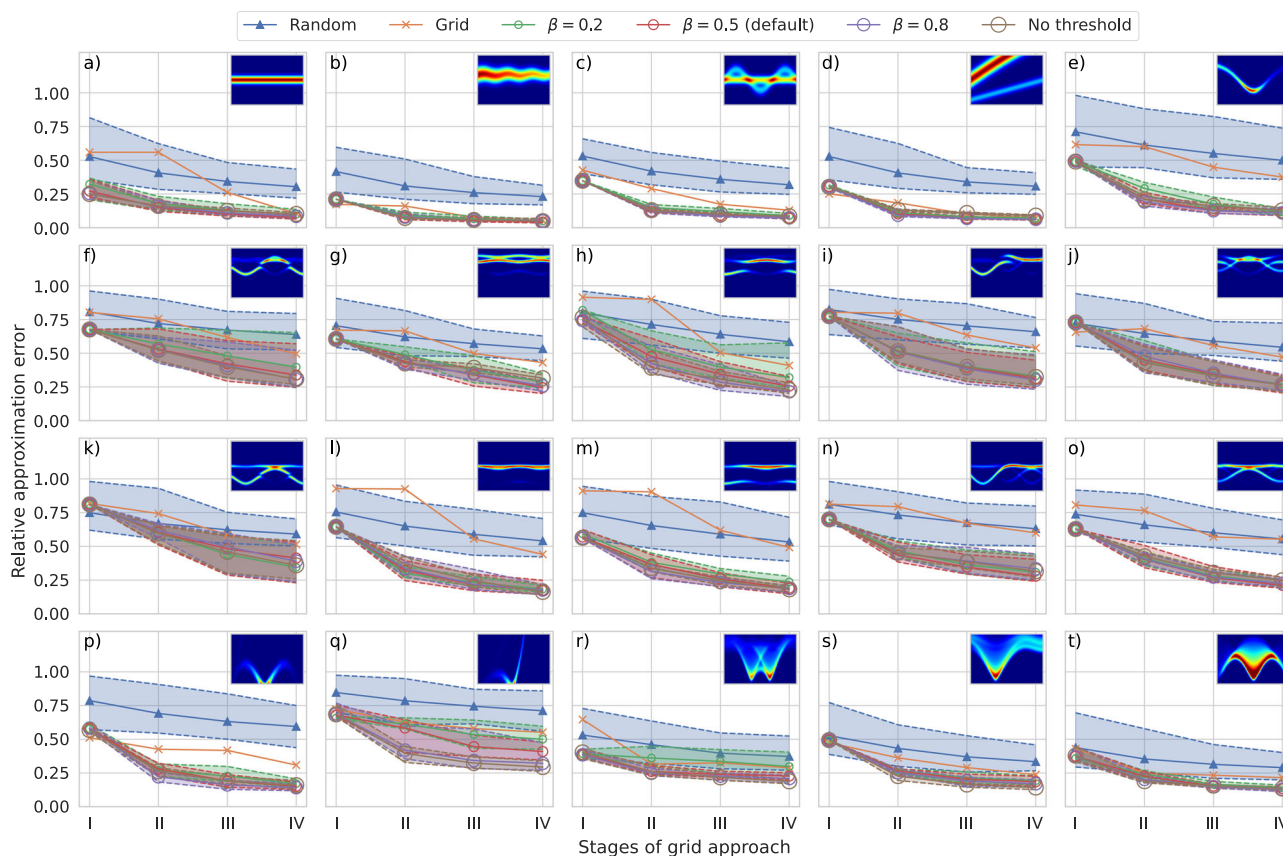 Random Grid β = 0.2 β = 0.5 (default) β = 0.8 No threshold
a) b) c) d) e)
1.00
0.75
0.50
0.25
0.00
f) g) h) i) j)
1.00
0.75
0.50
0.25
0.00
k) l) m) n) o)
1.00
0.75
0.50
0.25
0.00
p) q) r) s) t)
1.00
0.75
0.50
0.25
0.00
I II III IV I II III IV I II III IV I II III IV I II III IV
Relative approximation error
Stages of grid approach